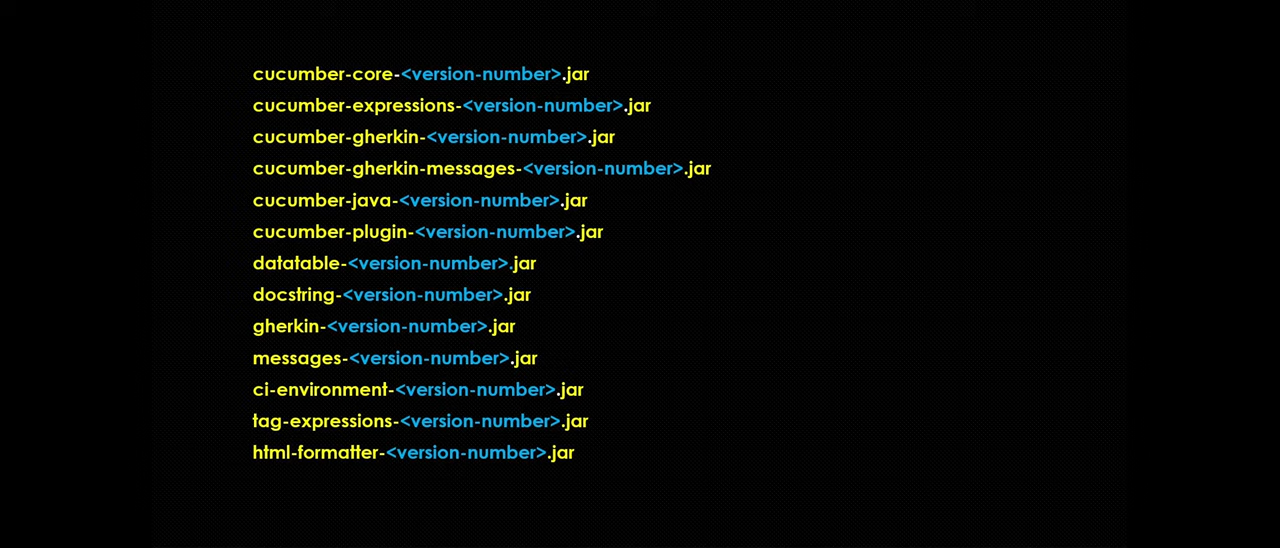 cucumber-core-<version-number>.jar
cucumber-expressions-<version-number>.jar
cucumber-gherkin-<version-number>.jar
cucumber-gherkin-messages-<version-number>.jar
cucumber-java-<version-number>.jar
cucumber-plugin-<version-number>.jar
datatable-<version-number>.jar
docstring-<version-number>.jar
gherkin-<version-number>.jar
messages-<version-number>.jar
ci-environment-<version-number>.jar
tag-expressions-<version-number>.jar
html-formatter-<version-number>.jar